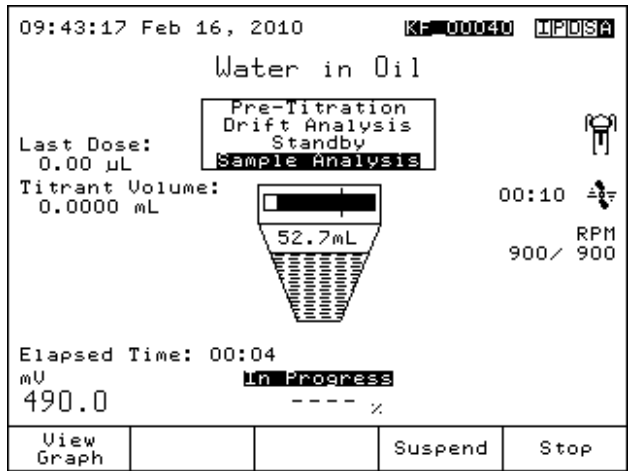 09:43:17 Feb 16, 2010 KF 00040 IPDSA
Water in Oil
Pre-Titration
Drift Analysis
Standby
Sample Analysis
Last Dose:
0.00 µL
Titrant Volume:
0.0000 mL
52.7mL
00:10
RPM
900/ 900
Elapsed Time: 00:04
mV
490.0
In Progress
---- %
View
Graph
Suspend
Stop